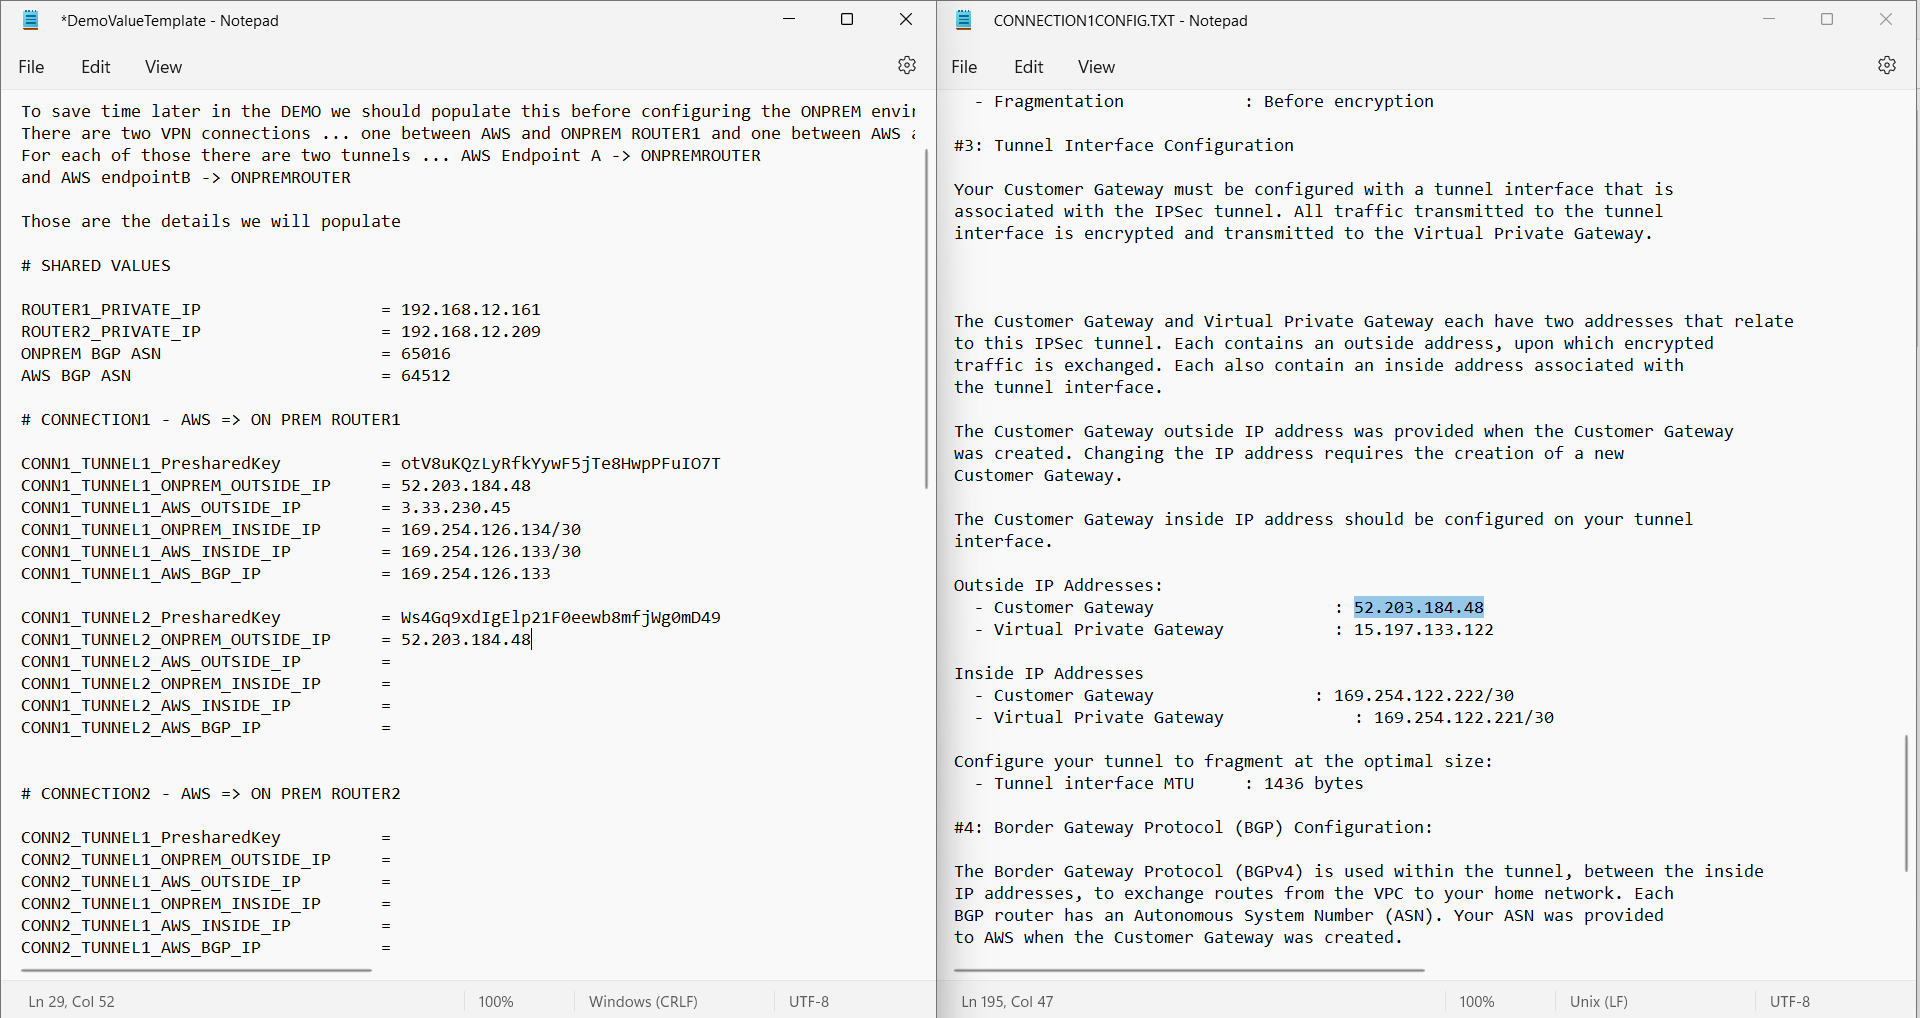 *DemoValueTemplate - Notepad
File Edit View
To save time later in the DEMO we should populate this before configuring the ONPREM
There are two VPN connections ... one between AWS and ONPREM ROUTER1 and one between AWS
For each of those there are two tunnels ... AWS Endpoint A -> ONPREMROUTER
and AWS endpointB -> ONPREMROUTER
Those are the details we will populate
# SHARED VALUES
ROUTER1_PRIVATE_IP = 192.168.12.161
ROUTER2_PRIVATE_IP = 192.168.12.209
ONPREM BGP ASN = 65016
AWS BGP ASN = 64512
# CONNECTION1 - AWS => ON PREM ROUTER1
CONN1_TUNNEL1_PresharedKey = otV8uKQzLyRfkYywF5jTe8HwpPFuIO7T
CONN1_TUNNEL1_ONPREM_OUTSIDE_IP = 52.203.184.48
CONN1_TUNNEL1_AWS_OUTSIDE_IP = 3.33.230.45
CONN1_TUNNEL1_ONPREM_INSIDE_IP = 169.254.126.134/30
CONN1_TUNNEL1_AWS_INSIDE_IP = 169.254.126.133/30
CONN1_TUNNEL1_AWS_BGP_IP = 169.254.126.133
CONN1_TUNNEL2_PresharedKey = Ws4Gq9xdIgElp21F0eewb8mfjWg0mD49
CONN1_TUNNEL2_ONPREM_OUTSIDE_IP = 52.203.184.48
CONN1_TUNNEL2_AWS_OUTSIDE_IP =
CONN1_TUNNEL2_ONPREM_INSIDE_IP =
CONN1_TUNNEL2_AWS_INSIDE_IP =
CONN1_TUNNEL2_AWS_BGP_IP =
# CONNECTION2 - AWS => ON PREM ROUTER2
CONN2_TUNNEL1_PresharedKey =
CONN2_TUNNEL1_ONPREM_OUTSIDE_IP =
CONN2_TUNNEL1_AWS_OUTSIDE_IP =
CONN2_TUNNEL1_ONPREM_INSIDE_IP =
CONN2_TUNNEL1_AWS_INSIDE_IP =
CONN2_TUNNEL1_AWS_BGP_IP =
Ln 29, Col 52 100% Windows (CRLF) UTF-8
CONNECTION1CONFIG.TXT - Notepad
File Edit View
- Fragmentation : Before encryption
#3: Tunnel Interface Configuration
Your Customer Gateway must be configured with a tunnel interface that is
associated with the IPSec tunnel. All traffic transmitted to the tunnel
interface is encrypted and transmitted to the Virtual Private Gateway.
The Customer Gateway and Virtual Private Gateway each have two addresses that relate
to this IPSec tunnel. Each contains an outside address, upon which encrypted
traffic is exchanged. Each also contain an inside address associated with
the tunnel interface.
The Customer Gateway outside IP address was provided when the Customer Gateway
was created. Changing the IP address requires the creation of a new
Customer Gateway.
The Customer Gateway inside IP address should be configured on your tunnel
interface.
Outside IP Addresses:
- Customer Gateway : 52.203.184.48
- Virtual Private Gateway : 15.197.133.122
Inside IP Addresses
- Customer Gateway : 169.254.122.222/30
- Virtual Private Gateway : 169.254.122.221/30
Configure your tunnel to fragment at the optimal size:
- Tunnel interface MTU : 1436 bytes
#4: Border Gateway Protocol (BGP) Configuration:
The Border Gateway Protocol (BGPv4) is used within the tunnel, between the inside
IP addresses, to exchange routes from the VPC to your home network. Each
BGP router has an Autonomous System Number (ASN). Your ASN was provided
to AWS when the Customer Gateway was created.
Ln 195, Col 47 100% Unix (LF) UTF-8